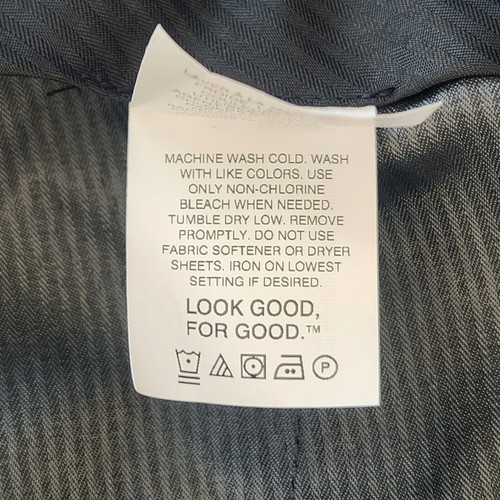 MACHINE WASH COLD. WASH
WITH LIKE COLORS. USE
ONLY NON-CHLORINE
BLEACH WHEN NEEDED.
TUMBLE DRY LOW. REMOVE
PROMPTLY. DO NOT USE
FABRIC SOFTENER OR DRYER
SHEETS. IRON ON LOWEST
SETTING IF DESIRED.
LOOK GOOD,
FOR GOOD.™
P